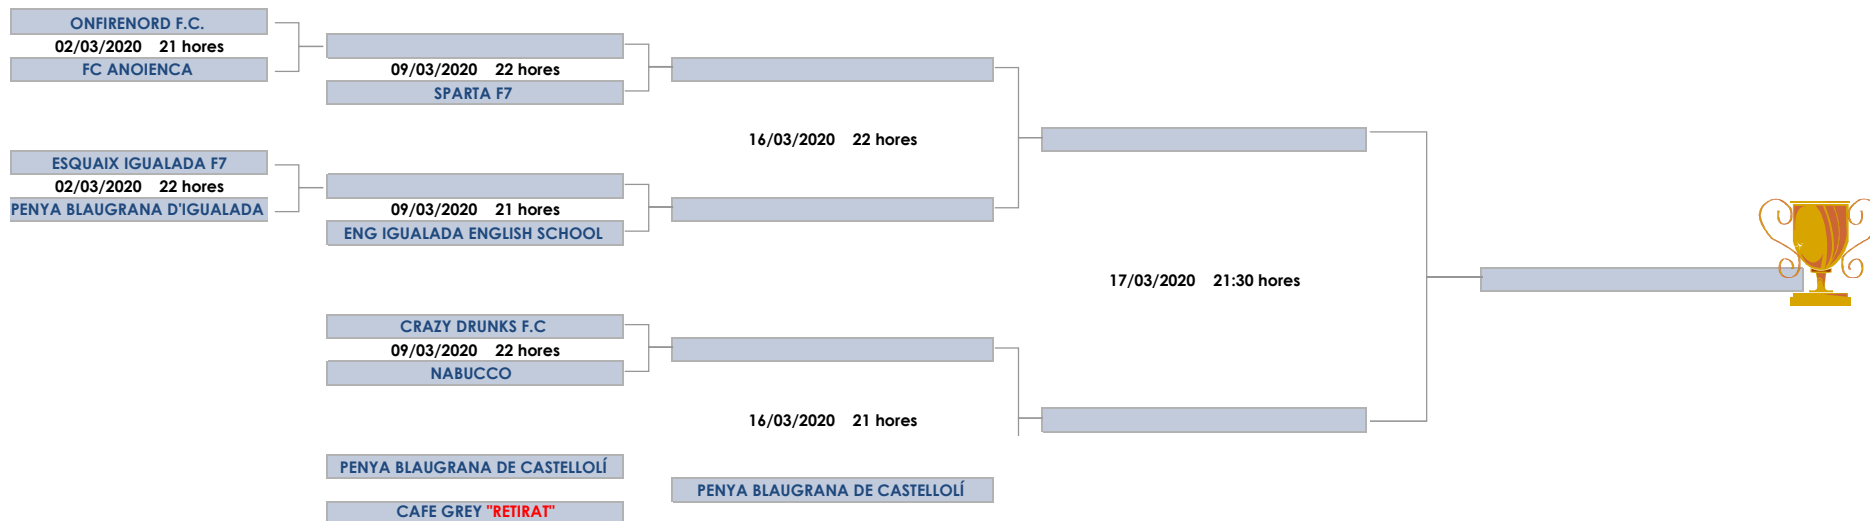 ONFIRENORD F.C.
02/03/2020 21 hores
FC ANOIENCA
09/03/2020 22 hores
SPARTA F7
16/03/2020 22 hores
ESQUAIX IGUALADA F7
02/03/2020 22 hores
PENYA BLAUGRANA D'IGUALADA
09/03/2020 21 hores
ENG IGUALADA ENGLISH SCHOOL
17/03/2020 21:30 hores
CRAZY DRUNKS F.C
09/03/2020 22 hores
NABUCCO
16/03/2020 21 hores
PENYA BLAUGRANA DE CASTELLOLÍ
PENYA BLAUGRANA DE CASTELLOLÍ
CAFE GREY "RETIRAT"